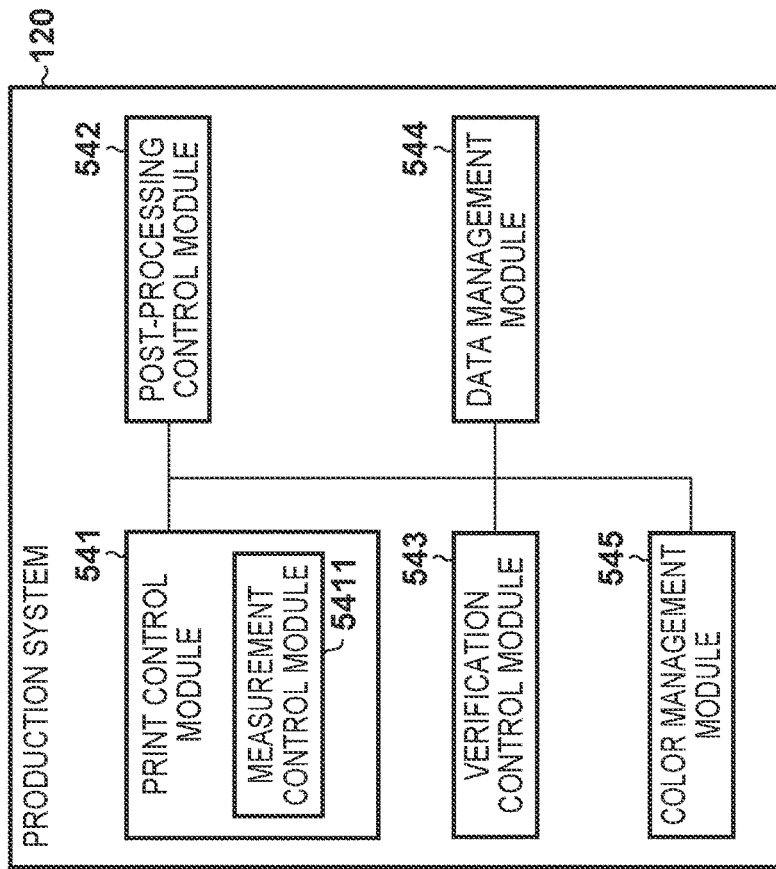 120
PRODUCTION SYSTEM
541
PRINT CONTROL
MODULE
MEASUREMENT
CONTROL MODULE
5411
542
POST-PROCESSING
CONTROL MODULE
543
VERIFICATION
CONTROL MODULE
544
DATA MANAGEMENT
MODULE
545
COLOR MANAGEMENT
MODULE